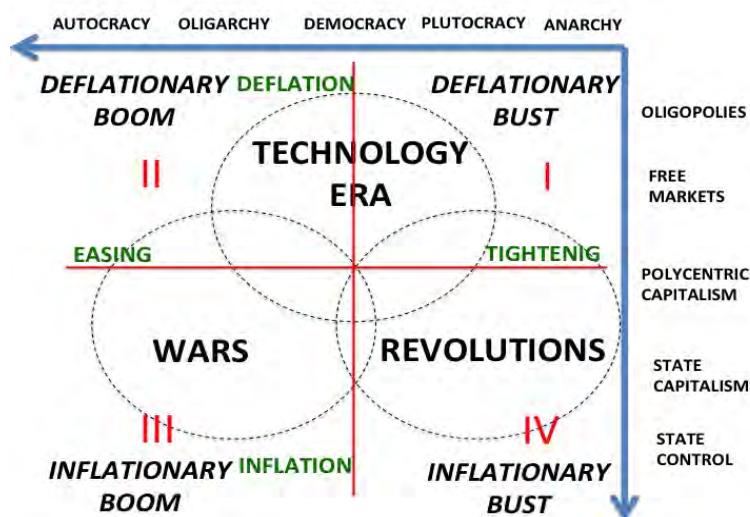 AUTOCRACY OLIGARCHY DEMOCRACY PLUTOCRACY ANARCHY
DEFLATIONARY
BOOM
DEFLATION
DEFLATIONARY
BUST
OLIGOPOLIES
TECHNOLOGY
ERA
II
I
FREE
MARKETS
EASING
TIGHTENIG
POLYCENTRIC
CAPITALISM
WARS
REVOLUTIONS
STATE
CAPITALISM
III
IV
STATE
CONTROL
INFLATIONARY
BOOM
INFLATION
INFLATIONARY
BUST